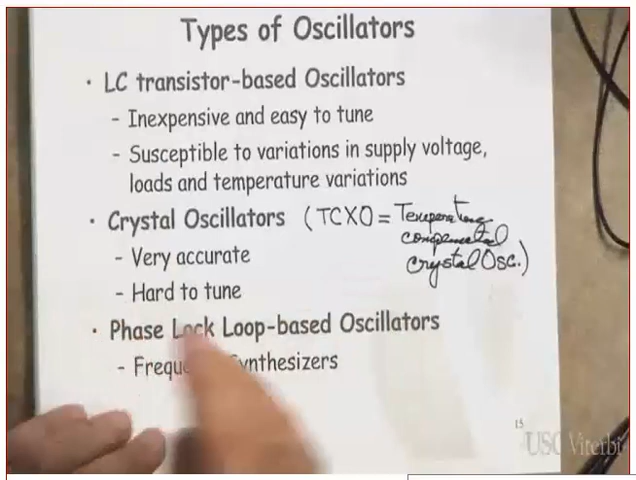 Types of Oscillators
· LC transistor-based Oscillators
- Inexpensive and easy to tune
- Susceptible to variations in supply voltage,
loads and temperature variations
· Crystal Oscillators (TCXO = Temperating
compensated
crystal Osc.)
- Very accurate
- Hard to tune
· Phase Lock Loop-based Oscillators
- Synthesizers
15
USC Viterbi